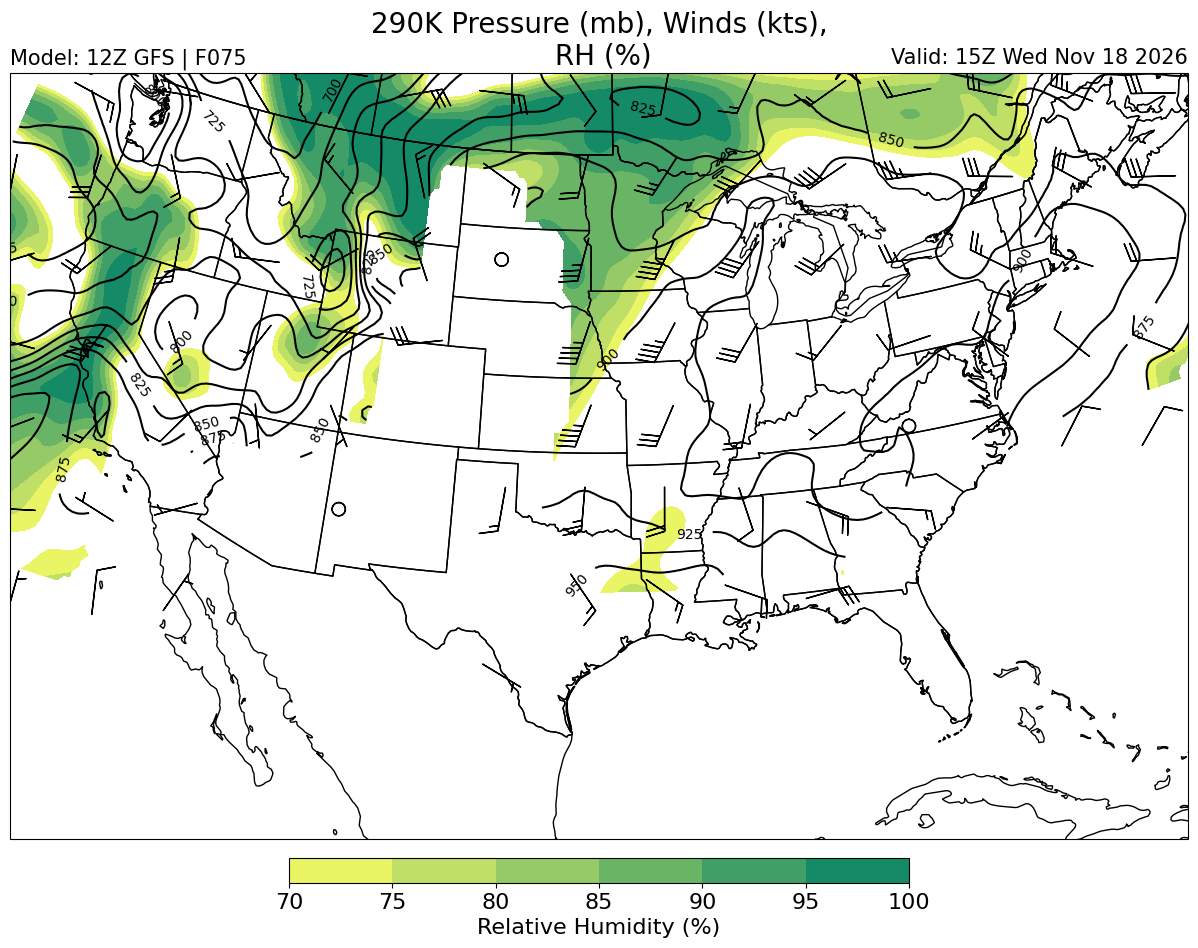 290K Pressure (mb), Winds (kts),
RH (%)
Model: 12Z GFS | F075
Valid: 15Z Wed Nov 18 2026
700
725
825
850
850
725
900
875
800
825
900
850
875
850
875
925
950
70 75 80 85 90 95 100
Relative Humidity (%)